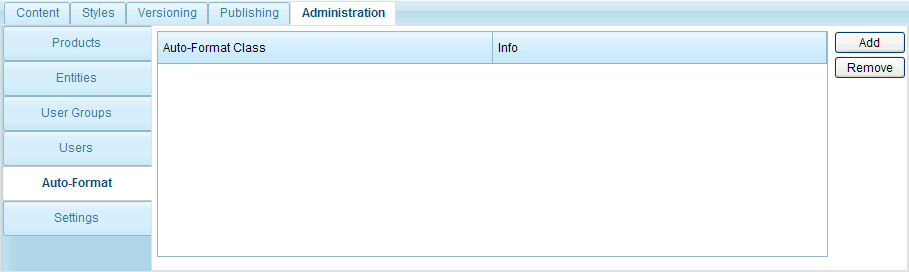 Content Styles Versioning Publishing Administration
Products
Entities
User Groups
Users
Auto-Format
Settings
Auto-Format Class Info
Add
Remove